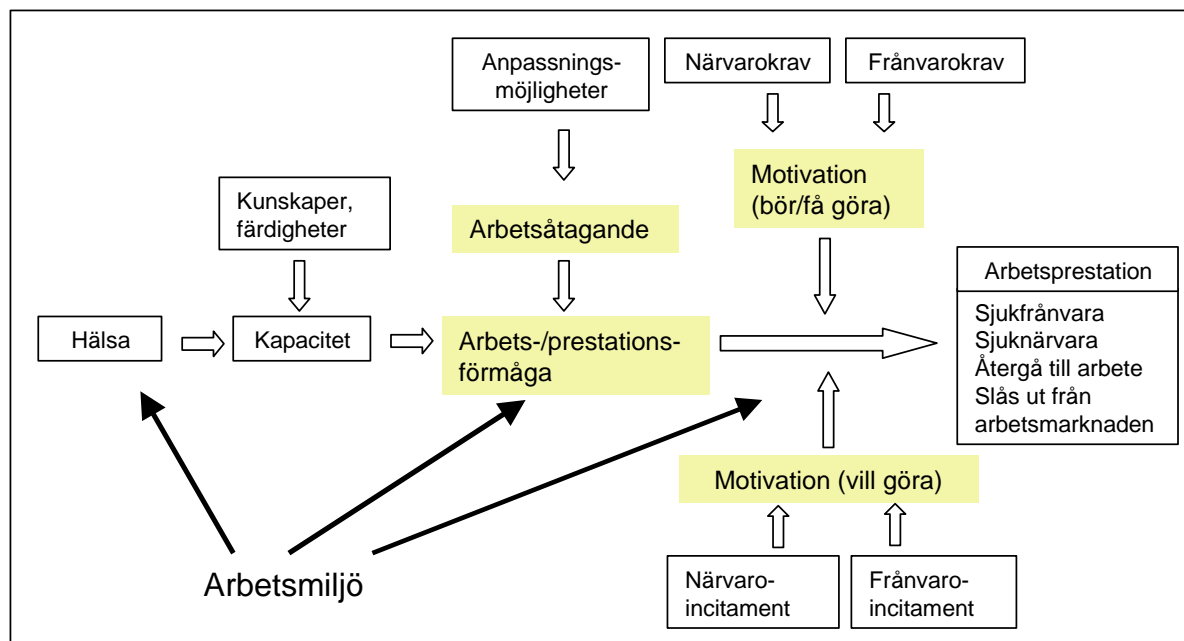 Anpassnings-
möjligheter
Närvarokrav
Frånvarokrav
Kunskaper,
färdigheter
Arbetsåtagande
Motivation
(bör/få göra)
Hälsa
Kapacitet
Arbets-/prestations-
förmåga
Arbetsprestation
Sjukfrånvara
Sjuknärvara
Återgå till arbete
Slås ut från
arbetsmarknaden
Motivation (vill göra)
Arbetsmiljö
Närvaro-
incitament
Frånvaro-
incitament